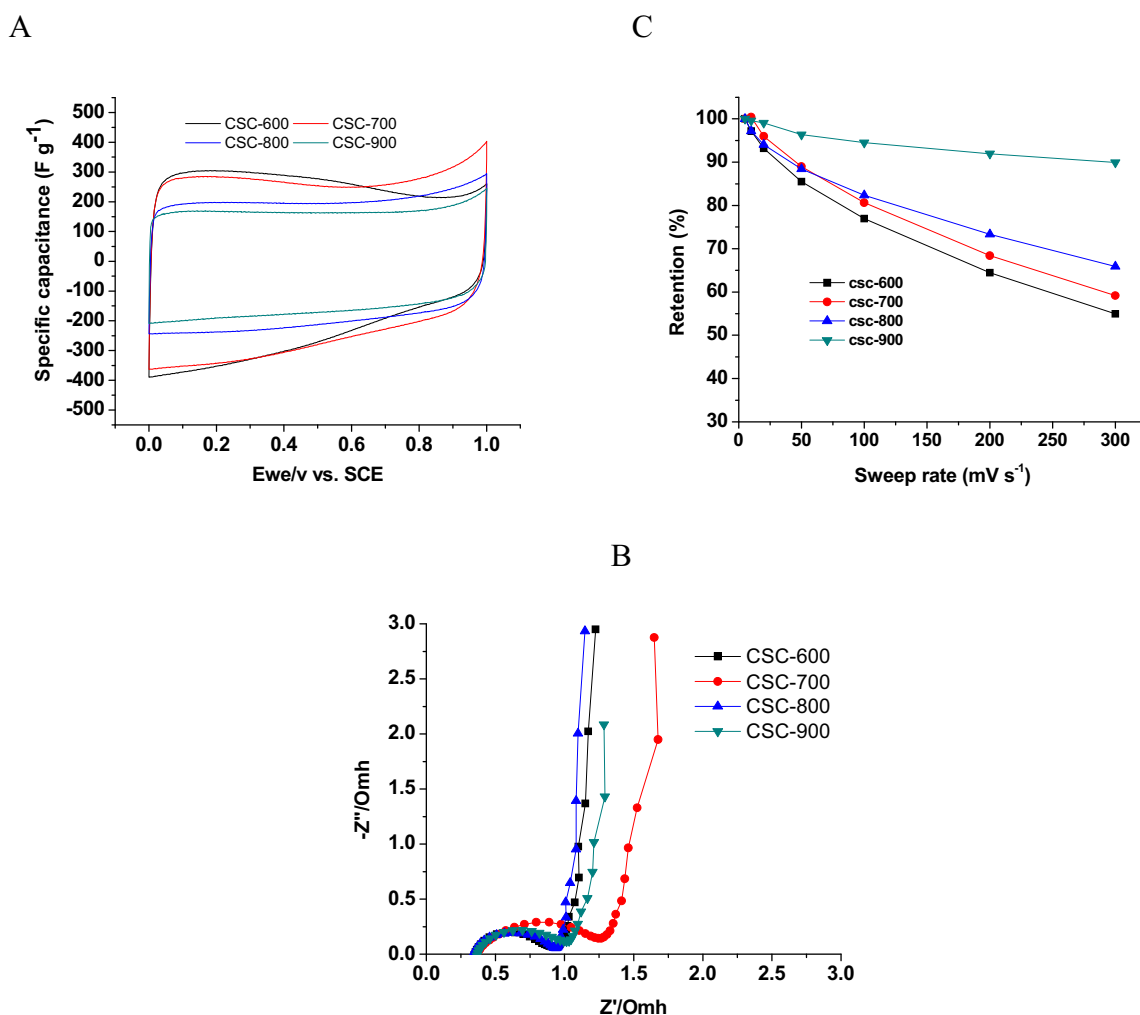 A
C
500
400
300
200
100
0
-100
-200
-300
-400
-500
Specific capacitance (F g⁻¹)
CSC-600 CSC-700
CSC-800 CSC-900
0.0 0.2 0.4 0.6 0.8 1.0
Ewe/v vs. SCE
100
90
80
70
60
50
40
30
Retention (%)
csc-600
csc-700
csc-800
csc-900
0 50 100 150 200 250 300
Sweep rate (mV s⁻¹)
B
3.0
2.5
2.0
1.5
1.0
0.5
0.0
-Z''/Omh
CSC-600
CSC-700
CSC-800
CSC-900
0.0 0.5 1.0 1.5 2.0 2.5 3.0
Z'/Omh